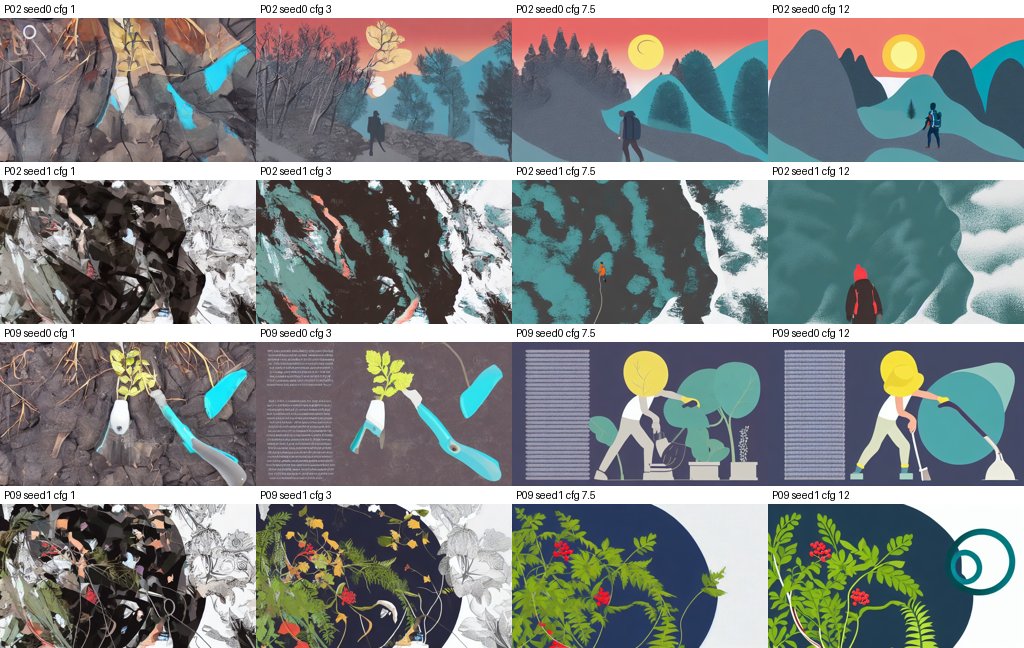 P02 seed0 cfg 1
P02 seed0 cfg 3
P02 seed0 cfg 7.5
P02 seed0 cfg 12
P02 seed1 cfg 1
P02 seed1 cfg 3
P02 seed1 cfg 7.5
P02 seed1 cfg 12
P09 seed0 cfg 1
P09 seed0 cfg 3
P09 seed0 cfg 7.5
P09 seed0 cfg 12
P09 seed1 cfg 1
P09 seed1 cfg 3
P09 seed1 cfg 7.5
P09 seed1 cfg 12